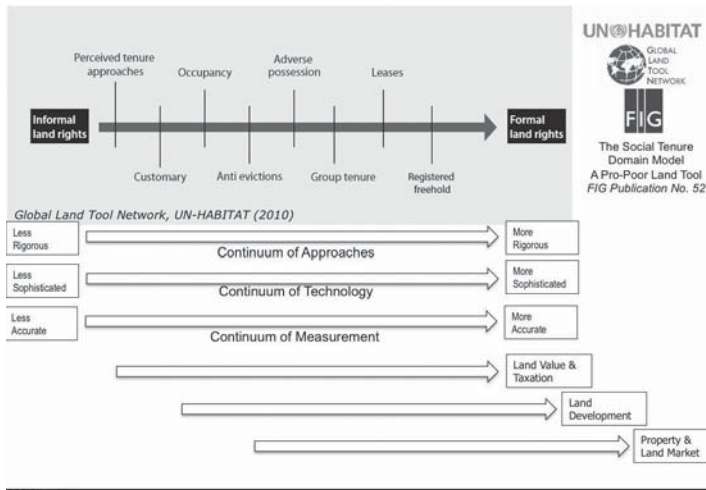 UN HABITAT
GLOBAL
LAND
TOOL
NETWORK
FIG
The Social Tenure
Domain Model
A Pro-Poor Land Tool
FIG Publication No. 52
Perceived tenure
approaches
Occupancy
Adverse
possession
Leases
Informal
land rights
Formal
land rights
Customary
Anti evictions
Group tenure
Registered
freehold
Global Land Tool Network, UN-HABITAT (2010)
Less
Rigorous
Continuum of Approaches
More
Rigorous
Less
Sophisticated
Continuum of Technology
More
Sophisticated
Less
Accurate
Continuum of Measurement
More
Accurate
Land Value &
Taxation
Land
Development
Property &
Land Market